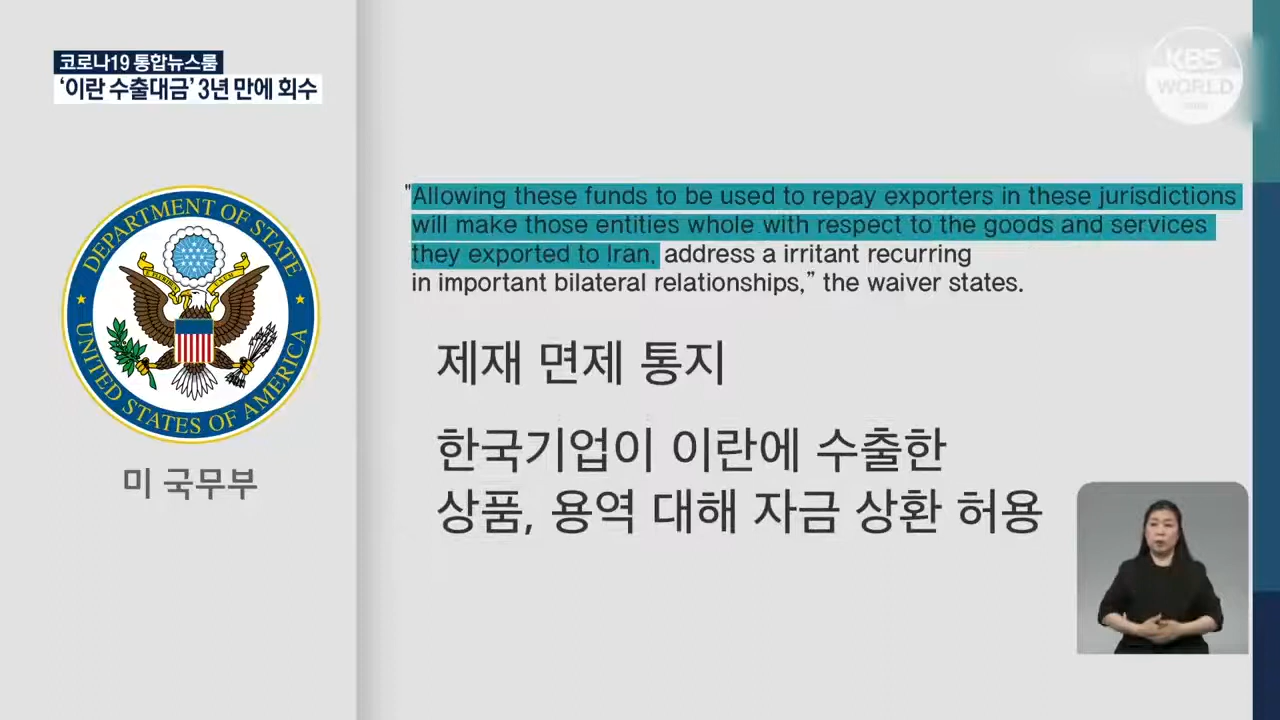 코로나19 통합뉴스룸
‘이란 수출대금’ 3년 만에 회수
KBS
WORLD
DEPARTMENT OF STATE
UNITED STATES OF AMERICA
미 국무부
"Allowing these funds to be used to repay exporters in these jurisdictions
will make those entities whole with respect to the goods and services
they exported to Iran, address a irritant recurring
in important bilateral relationships,” the waiver states.
제재 면제 통지
한국기업이 이란에 수출한
상품, 용역 대해 자금 상환 허용